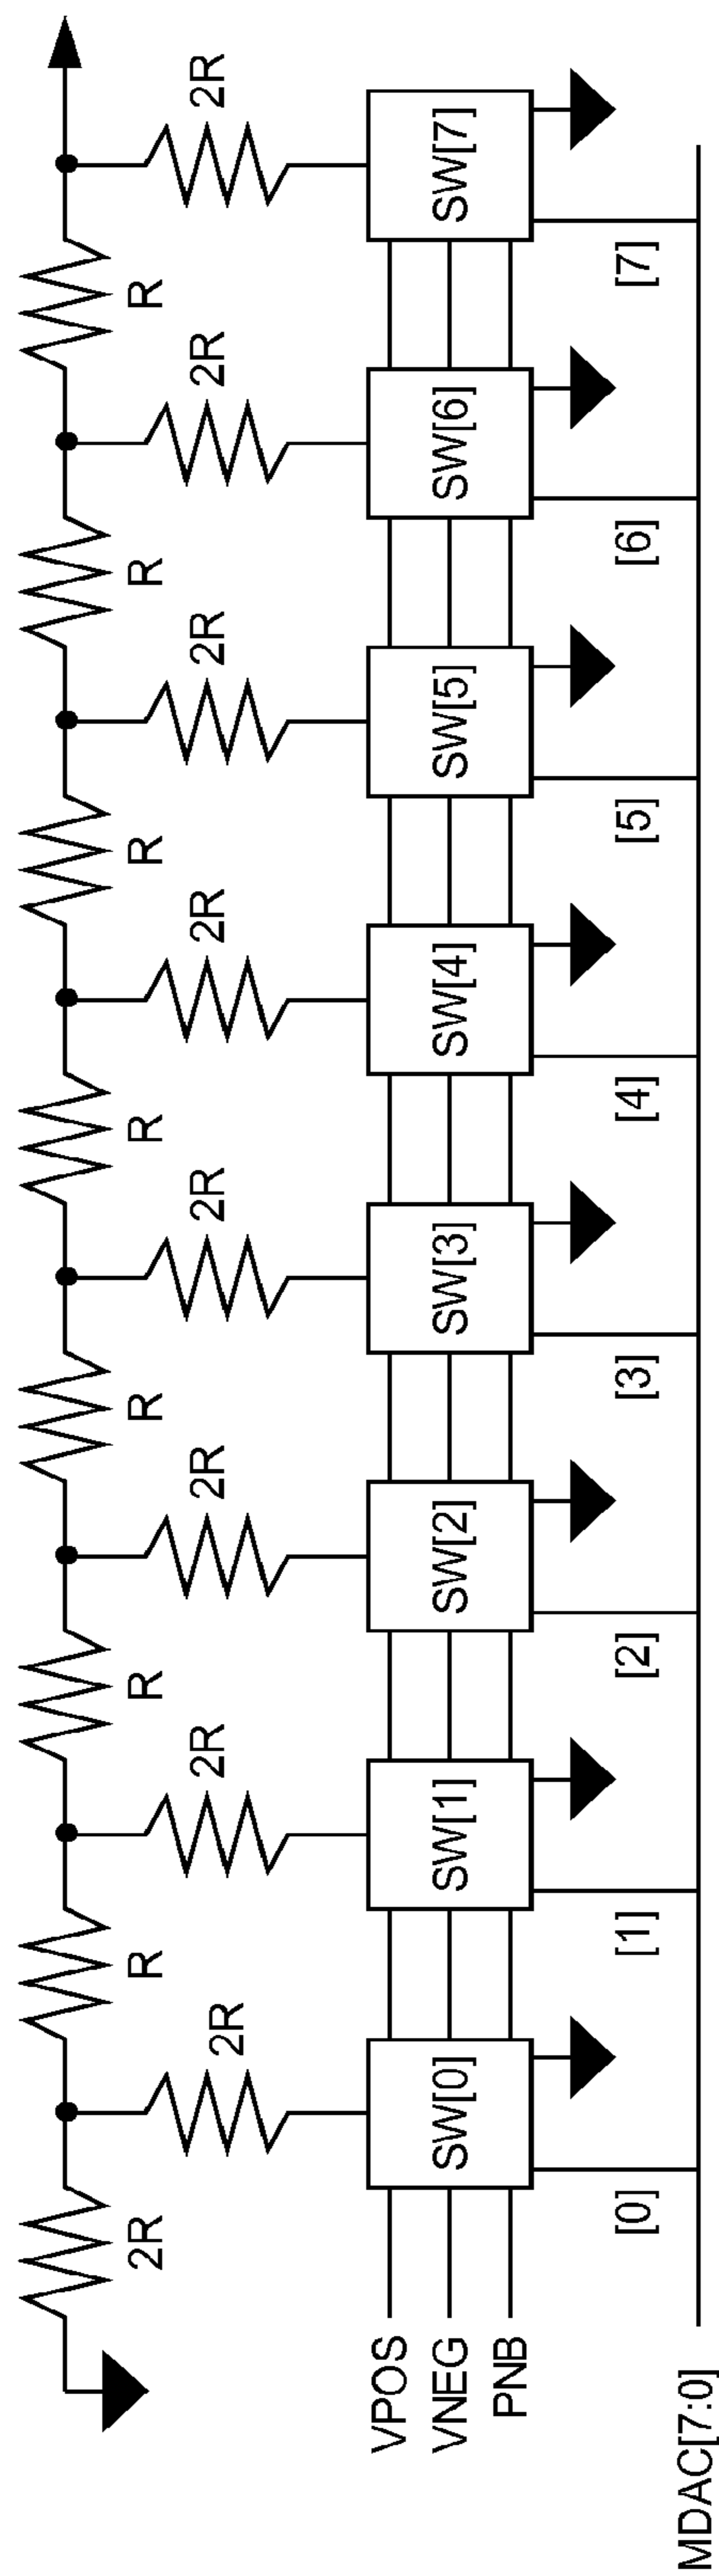 2R
R
R
R
R
R
R
R
2R
2R
2R
2R
2R
2R
2R
2R
VPOS
VNEG
PNB
SW[0]
SW[1]
SW[2]
SW[3]
SW[4]
SW[5]
SW[6]
SW[7]
[0]
[1]
[2]
[3]
[4]
[5]
[6]
[7]
MDAC[7:0]